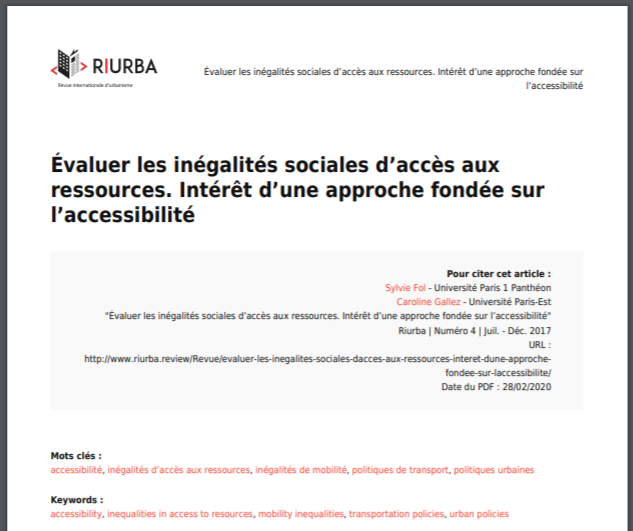 RIURBA
Revue internationale d'urbanisme
Évaluer les inégalités sociales d'accès aux ressources. Intérêt d'une approche fondée sur
l'accessibilité
Évaluer les inégalités sociales d'accès aux
ressources. Intérêt d'une approche fondée sur
l'accessibilité
Pour citer cet article :
Sylvie Fol - Université Paris 1 Panthéon
Caroline Gallez - Université Paris-Est
"Évaluer les inégalités sociales d'accès aux ressources. Intérêt d'une approche fondée sur l'accessibilité"
Riurba | Numéro 4 | Juil. - Déc. 2017
URL :
http://www.riurba.review/Revue/evaluer-les-inegalites-sociales-dacces-aux-ressources-interet-dune-approche-
fondee-sur-laccessibilite/
Date du PDF : 28/02/2020
Mots clés :
accessibilité, inégalités d'accès aux ressources, inégalités de mobilité, politiques de transport, politiques urbaines
Keywords :
accessibility, inequalities in access to resources, mobility inequalities, transportation policies, urban policies